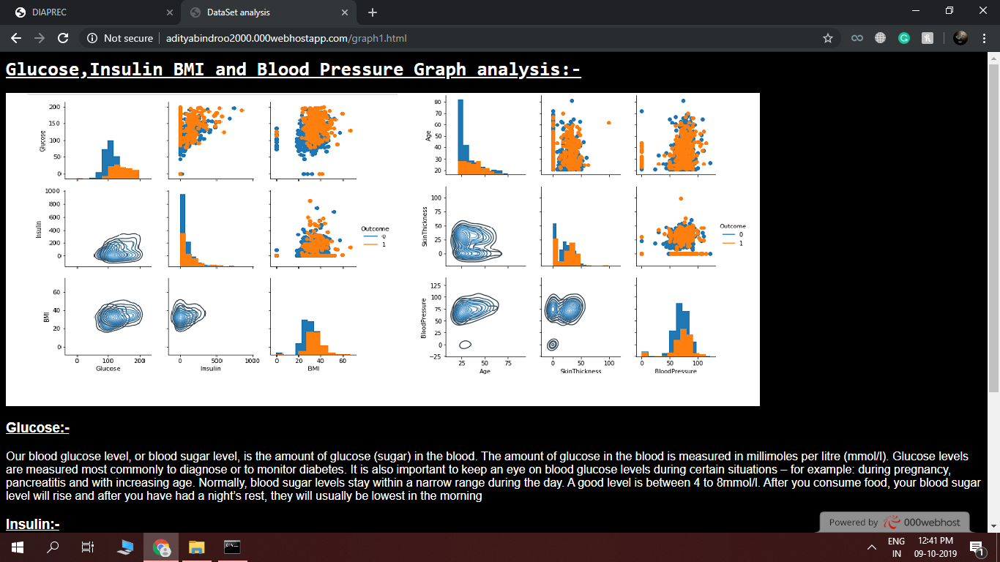 DIAPREC
DataSet analysis
Not secure
adityabindroo2000.000webhostapp.com/graph1.html
Glucose,Insulin BMI and Blood Pressure Graph analysis:-
200
150
100
50
0
Glucose
1000
800
600
400
200
0
Insulin
60
40
20
0
BMI
0 100 200
Glucose
0 500 1000
Insulin
0 20 40 60
BMI
Outcome
0
1
80
70
60
50
40
30
20
Age
100
75
50
25
0
SkinThickness
125
100
75
50
25
0
−25
BloodPressure
25 50 75
Age
0 50 100
SkinThickness
0 50 100
BloodPressure
Outcome
0
1
Glucose:-
Our blood glucose level, or blood sugar level, is the amount of glucose (sugar) in the blood. The amount of glucose in the blood is measured in millimoles per litre (mmol/l). Glucose levels
are measured most commonly to diagnose or to monitor diabetes. It is also important to keep an eye on blood glucose levels during certain situations – for example: during pregnancy,
pancreatitis and with increasing age. Normally, blood sugar levels stay within a narrow range during the day. A good level is between 4 to 8mmol/l. After you consume food, your blood sugar
level will rise and after you have had a night's rest, they will usually be lowest in the morning
Insulin:-
Powered by 000webhost
ENG
IN
12:41 PM
09-10-2019
1